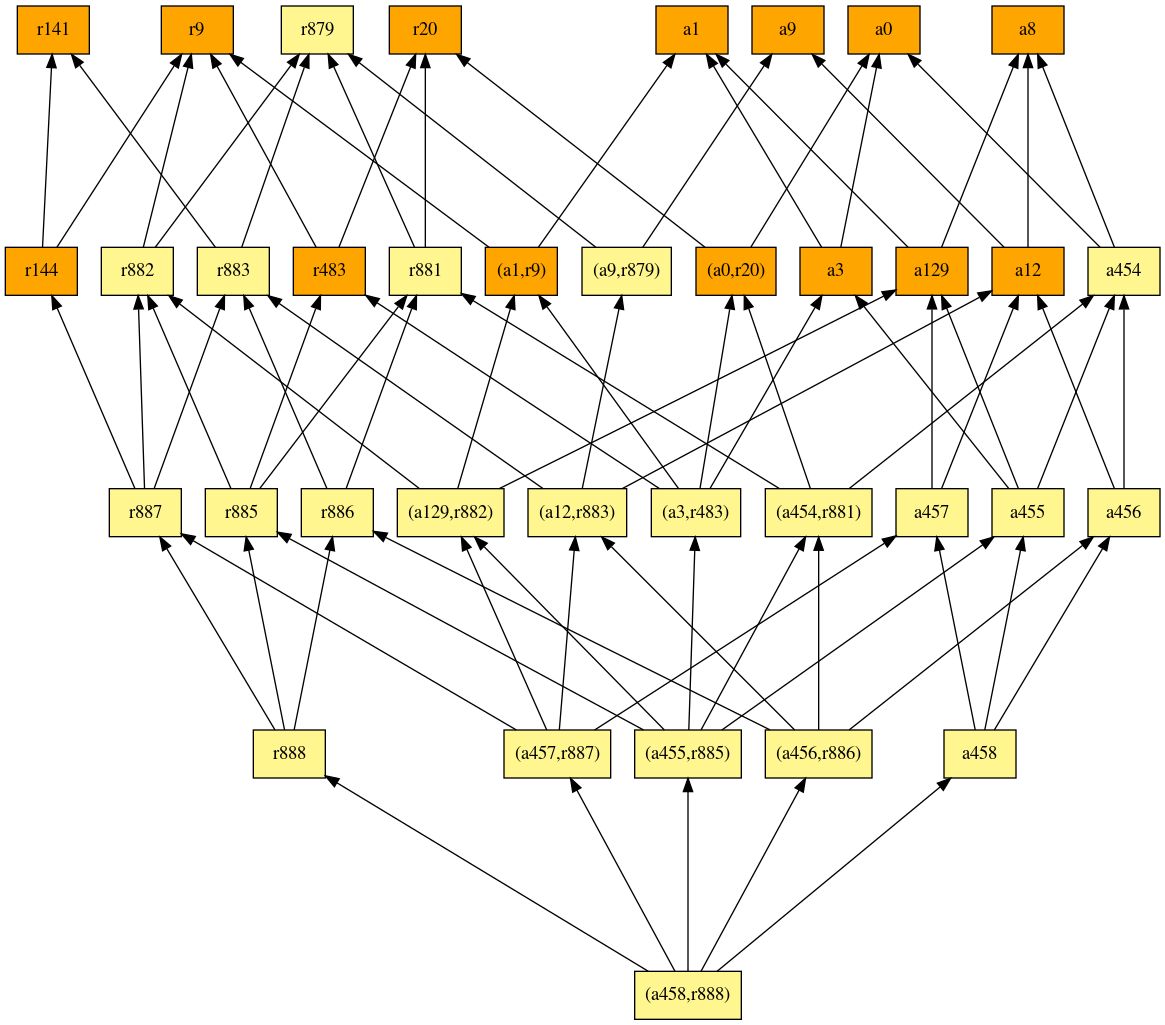 r141 r9 r879 r20 a1 a9 a0 a8
r144 r882 r883 r483 r881 (a1,r9) (a9,r879) (a0,r20) a3 a129 a12 a454
r887 r885 r886 (a129,r882) (a12,r883) (a3,r483) (a454,r881) a457 a455 a456
r888 (a457,r887) (a455,r885) (a456,r886) a458
(a458,r888)